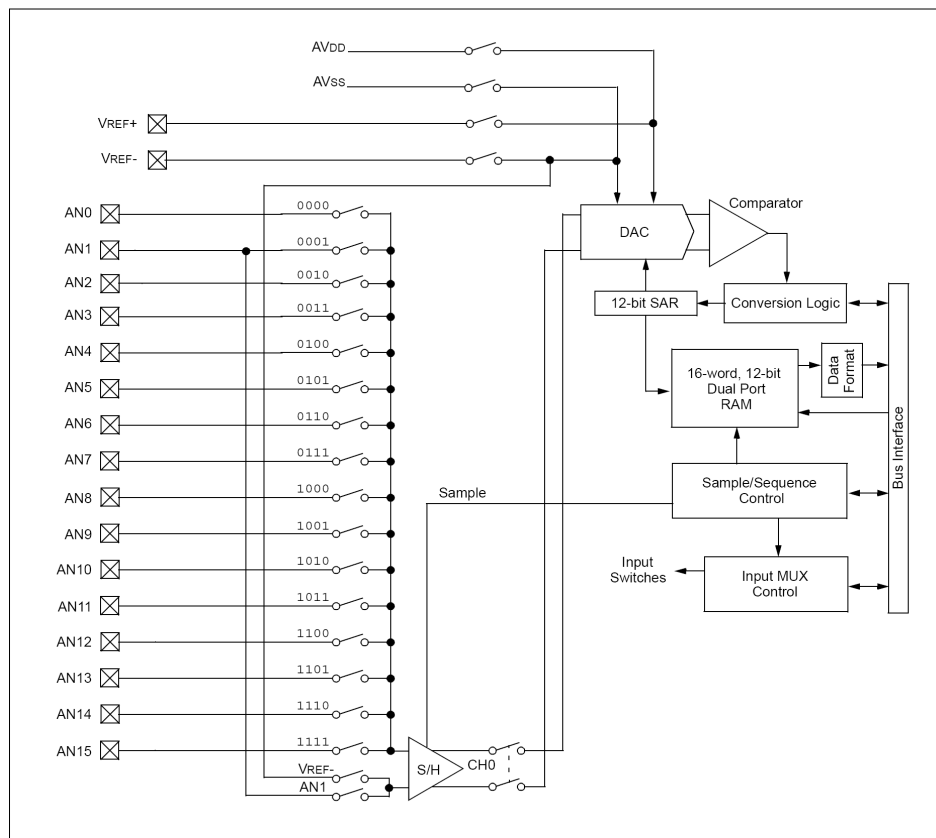 AVDD
AVSS
VREF+
VREF-
AN0
0000
AN1
0001
AN2
0010
AN3
0011
AN4
0100
AN5
0101
AN6
0110
AN7
0111
AN8
1000
AN9
1001
AN10
1010
AN11
1011
AN12
1100
AN13
1101
AN14
1110
AN15
1111
VREF-
AN1
S/H
CH0
DAC
Comparator
12-bit SAR
Conversion Logic
16-word, 12-bit
Dual Port
RAM
Data
Format
Bus Interface
Sample
Sample/Sequence
Control
Input
Switches
Input MUX
Control